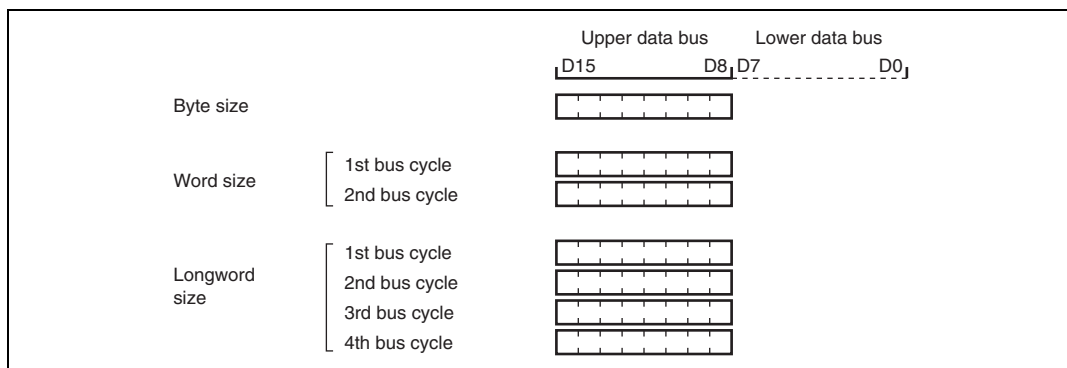 Upper data bus Lower data bus
D15 D8 D7 D0
Byte size
Word size
1st bus cycle
2nd bus cycle
Longword
size
1st bus cycle
2nd bus cycle
3rd bus cycle
4th bus cycle